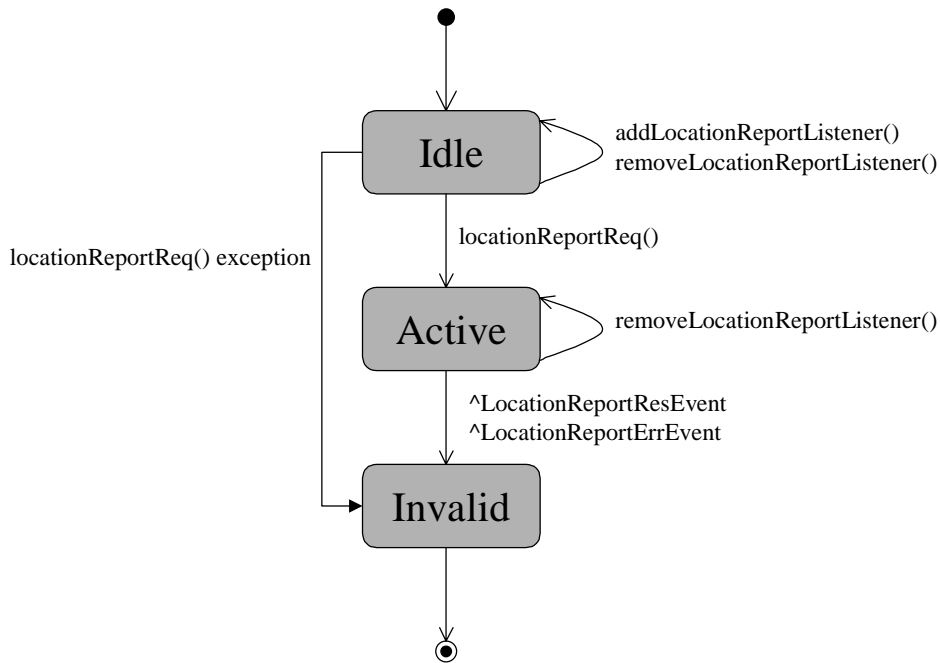 Idle
addLocationReportListener()
removeLocationReportListener()
locationReportReq()
locationReportReq() exception
Active
removeLocationReportListener()
^LocationReportResEvent
^LocationReportErrEvent
Invalid